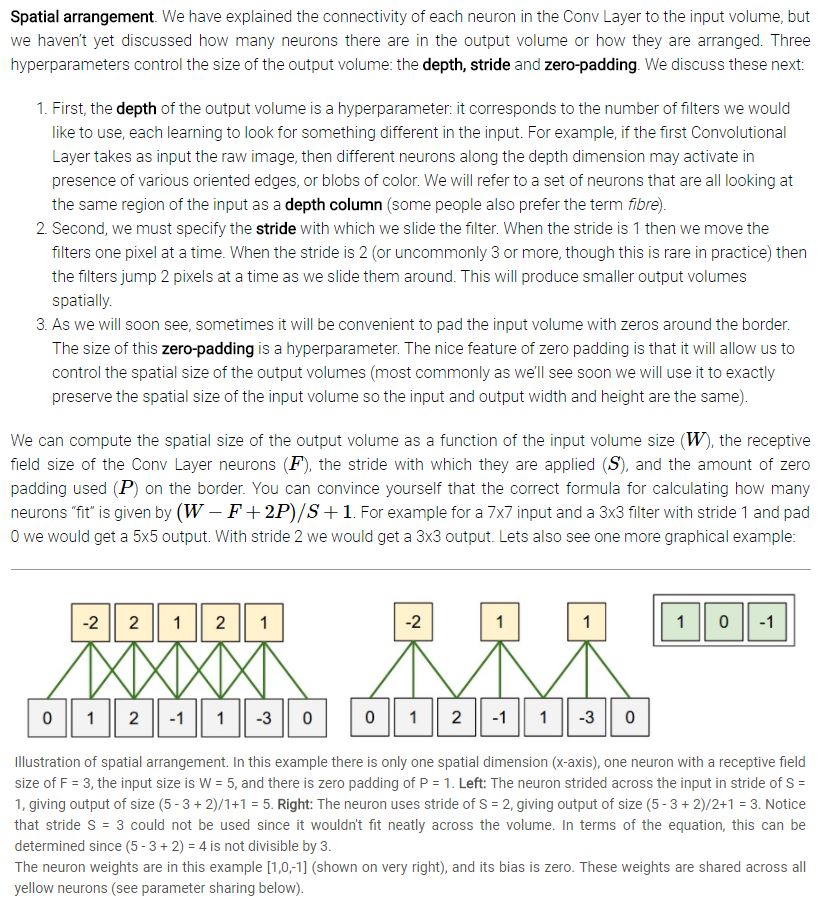 Spatial arrangement. We have explained the connectivity of each neuron in the Conv Layer to the input volume, but
we haven't yet discussed how many neurons there are in the output volume or how they are arranged. Three
hyperparameters control the size of the output volume: the depth, stride and zero-padding. We discuss these next:
1. First, the depth of the output volume is a hyperparameter: it corresponds to the number of filters we would
like to use, each learning to look for something different in the input. For example, if the first Convolutional
Layer takes as input the raw image, then different neurons along the depth dimension may activate in
presence of various oriented edges, or blobs of color. We will refer to a set of neurons that are all looking at
the same region of the input as a depth column (some people also prefer the term fibre).
2. Second, we must specify the stride with which we slide the filter. When the stride is 1 then we move the
filters one pixel at a time. When the stride is 2 (or uncommonly 3 or more, though this is rare in practice) then
the filters jump 2 pixels at a time as we slide them around. This will produce smaller output volumes
spatially.
3. As we will soon see, sometimes it will be convenient to pad the input volume with zeros around the border.
The size of this zero-padding is a hyperparameter. The nice feature of zero padding is that it will allow us to
control the spatial size of the output volumes (most commonly as we'll see soon we will use it to exactly
preserve the spatial size of the input volume so the input and output width and height are the same).
We can compute the spatial size of the output volume as a function of the input volume size (W), the receptive
field size of the Conv Layer neurons (F), the stride with which they are applied (S), and the amount of zero
padding used (P) on the border. You can convince yourself that the correct formula for calculating how many
neurons "fit" is given by (W − F + 2P)/S + 1. For example for a 7x7 input and a 3x3 filter with stride 1 and pad
0 we would get a 5x5 output. With stride 2 we would get a 3x3 output. Lets also see one more graphical example:
-2 2 1 2 1 -2 1 1 1 0 -1
0 1 2 -1 1 -3 0 0 1 2 -1 1 -3 0
Illustration of spatial arrangement. In this example there is only one spatial dimension (x-axis), one neuron with a receptive field
size of F = 3, the input size is W = 5, and there is zero padding of P = 1. Left: The neuron strided across the input in stride of S =
1, giving output of size (5 - 3 + 2)/1+1 = 5. Right: The neuron uses stride of S = 2, giving output of size (5 - 3 + 2)/2+1 = 3. Notice
that stride S = 3 could not be used since it wouldn't fit neatly across the volume. In terms of the equation, this can be
determined since (5 - 3 + 2) = 4 is not divisible by 3.
The neuron weights are in this example [1,0,-1] (shown on very right), and its bias is zero. These weights are shared across all
yellow neurons (see parameter sharing below).